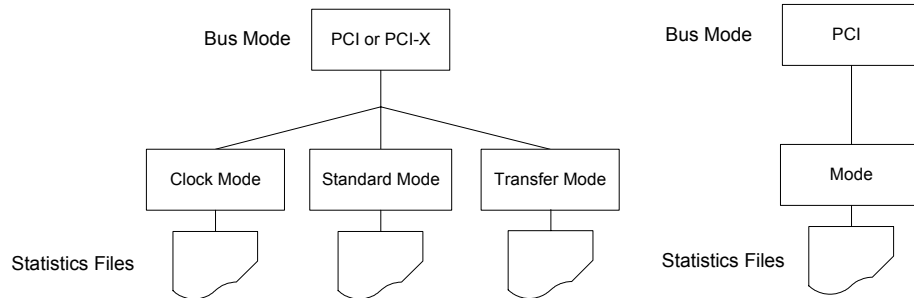 Bus Mode
PCI or PCI-X
Clock Mode
Standard Mode
Transfer Mode
Statistics Files
Bus Mode
PCI
Mode
Statistics Files